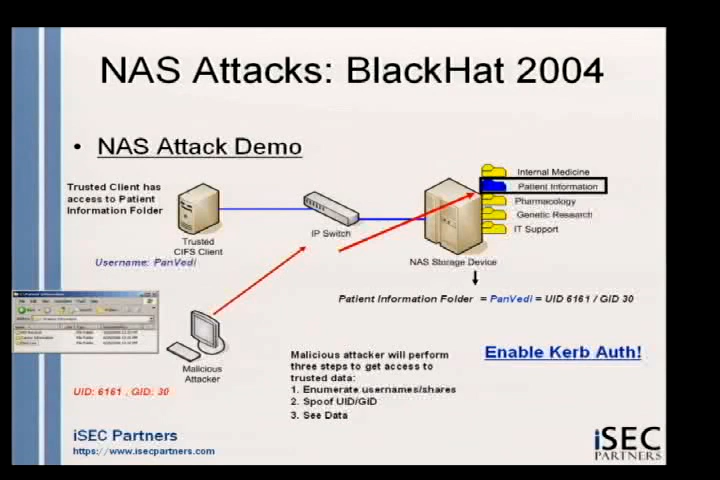 NAS Attacks: BlackHat 2004
• NAS Attack Demo
Trusted Client has
access to Patient
Information Folder
Trusted
CIFS Client
Username: PanVedi
IP Switch
Internal Medicine
Patient Information
Pharmacology
Genetic Research
IT Support
NAS Storage Device
Patient Information Folder = PanVedi = UID 6161 / GID 30
Malicious
Attacker
UID: 6161 , GID: 30
Malicious attacker will perform
three steps to get access to
trusted data:
1. Enumerate usernames/shares
2. Spoof UID/GID
3. See Data
Enable Kerb Auth!
iSEC Partners
https://www.isecpartners.com
iSEC
PARTNERS